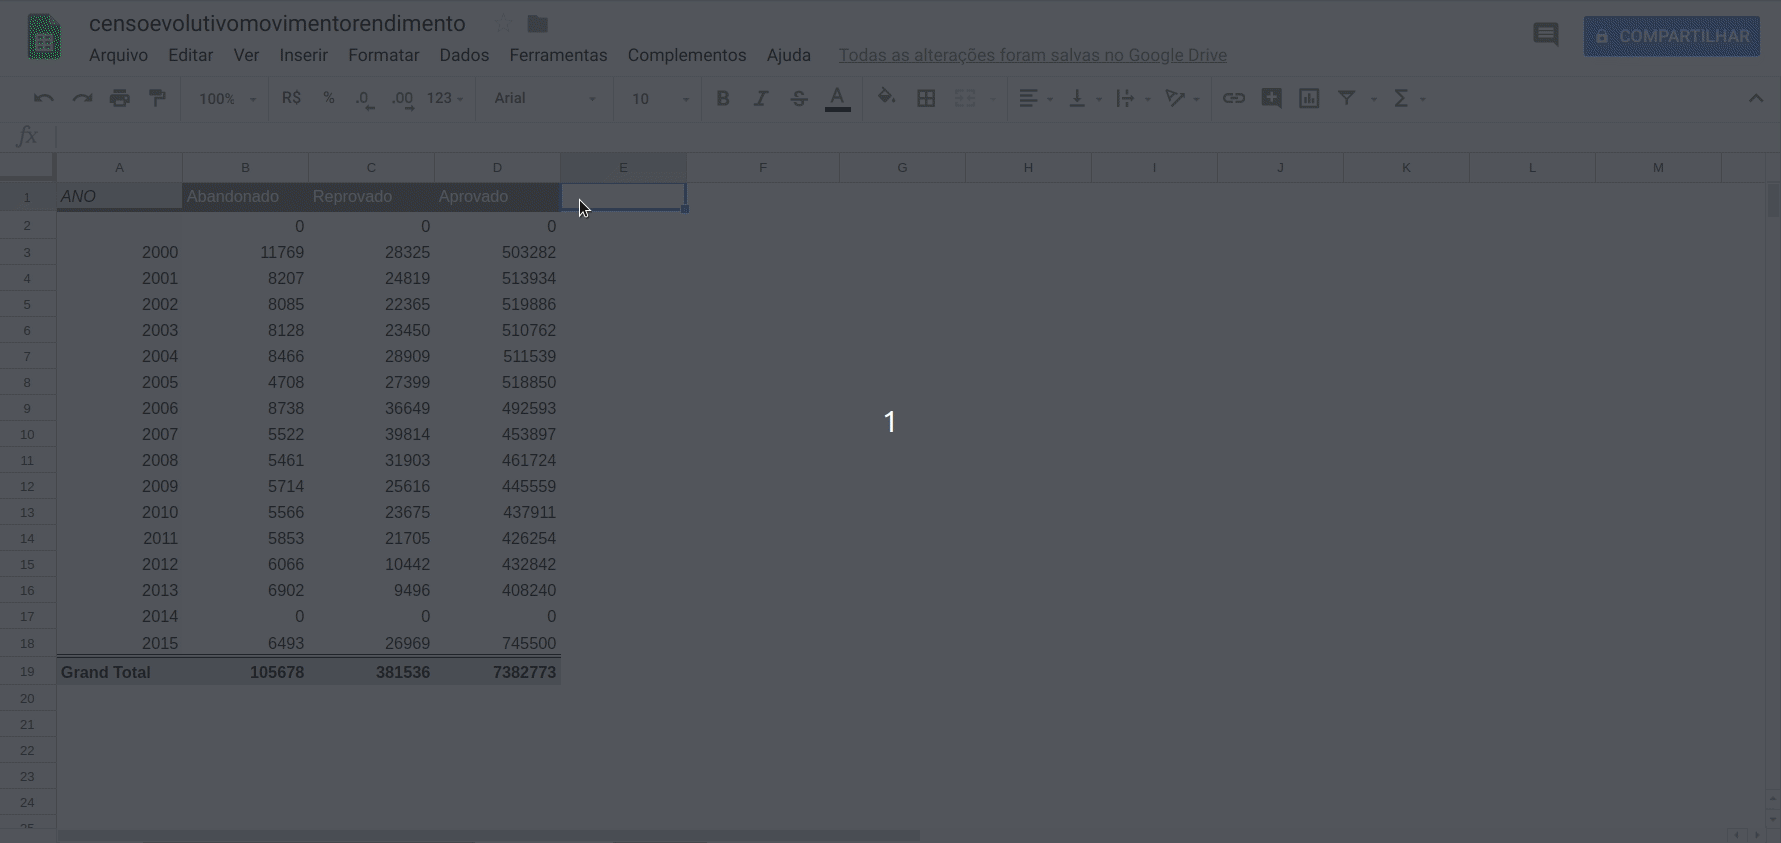 censoevolutivomovimentorendimento
Arquivo Editar Ver Inserir Formatar Dados Ferramentas Complementos Ajuda Todas as alterações foram salvas no Google Drive
COMPARTILHAR
100% R$ % .0 .00 123 Arial 10 B I S A Σ
fx
A B C D E F G H I J K L M
1 ANO Abandonado Reprovado Aprovado
2 0 0 0
3 2000 11769 28325 503282
4 2001 8207 24819 513934
5 2002 8085 22365 519886
6 2003 8128 23450 510762
7 2004 8466 28909 511539
8 2005 4708 27399 518850
9 2006 8738 36649 492593
1
10 2007 5522 39814 453897
11 2008 5461 31903 461724
12 2009 5714 25616 445559
13 2010 5566 23675 437911
14 2011 5853 21705 426254
15 2012 6066 10442 432842
16 2013 6902 9496 408240
17 2014 0 0 0
18 2015 6493 26969 745500
19 Grand Total 105678 381536 7382773
20
21
22
23
24
25